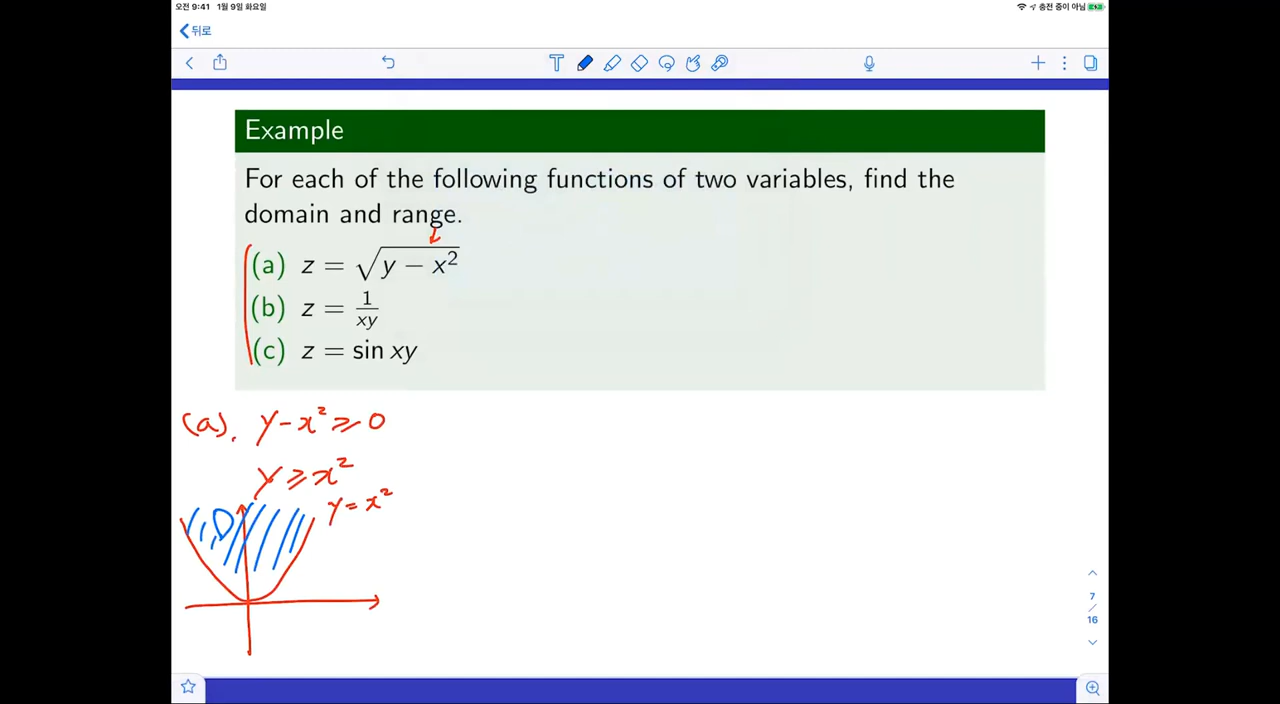 오전 9:41 1월 9일 화요일 충전 중이 아님
뒤로
Example
For each of the following functions of two variables, find the
domain and range.
(a) z = √(y − x²)
(b) z = 1/xy
(c) z = sin xy
(a). y - x² ≥ 0
y ≥ x²
y = x²
D
7
/
16